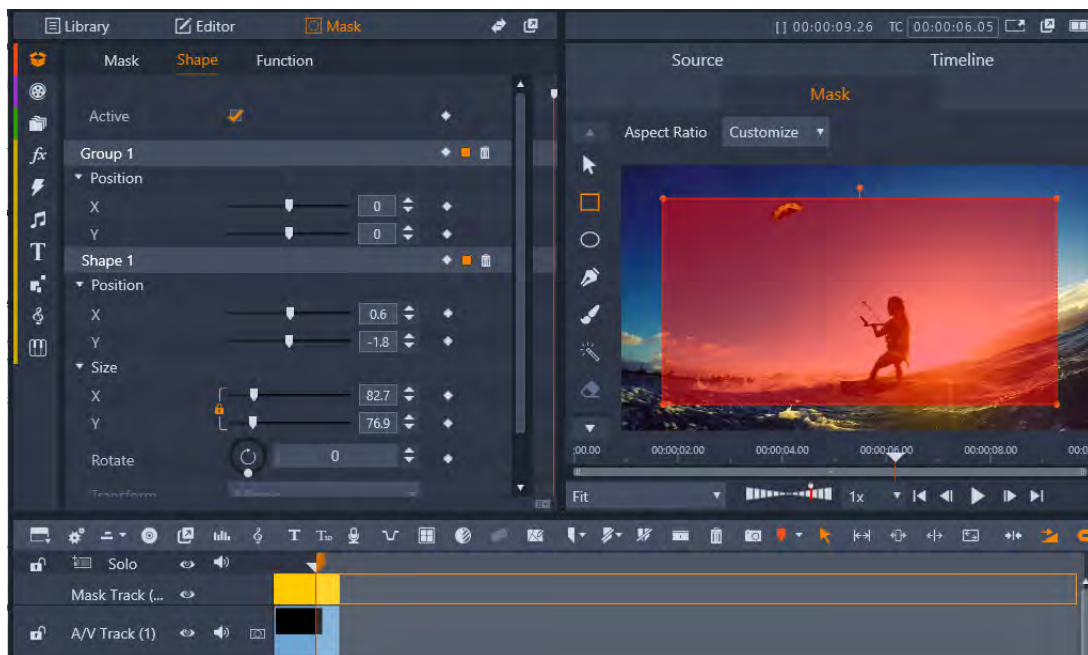 Library Editor Mask [] 00:00:09.26 TC 00:00:06.05
Mask Shape Function
Source Timeline
Mask
Active
Aspect Ratio Customize
Group 1
Position
X 0
Y 0
Shape 1
Position
X 0.6
Y -1.8
Size
X 82.7
Y 76.9
Rotate 0
Transform
:00.00 00:00:02.00 00:00:04.00 00:00:06.00 00:00:08.00 00:0
Fit 1x
Solo
Mask Track (...
A/V Track (1)